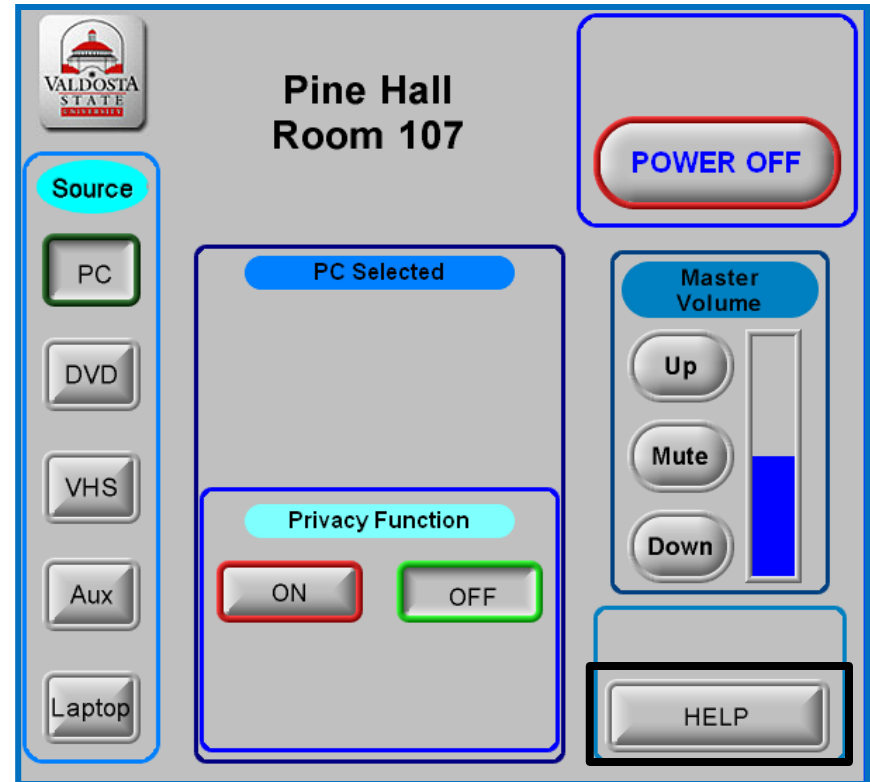 VALDOSTA
STATE
UNIVERSITY
Pine Hall
Room 107
POWER OFF
Source
PC
DVD
VHS
Aux
Laptop
PC Selected
Privacy Function
ON
OFF
Master
Volume
Up
Mute
Down
HELP